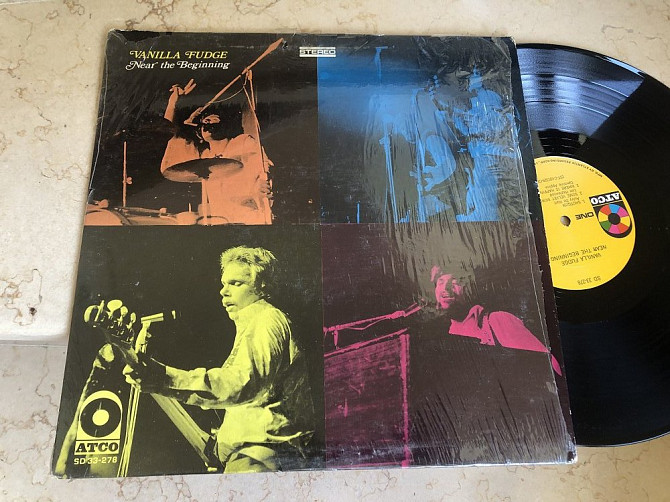 VANILLA FUDGE
Near the Beginning
STEREO
ATCO
SD 33-278
ATCO
ONE
SD 33-278
VANILLA FUDGE
NEAR THE BEGINNING